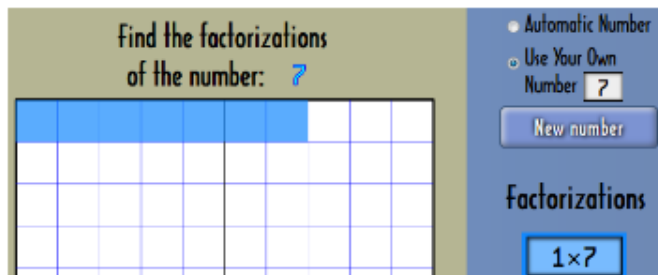 Find the factorizations
of the number: 7
Automatic Number
Use Your Own
Number 7
New number
Factorizations
1×7